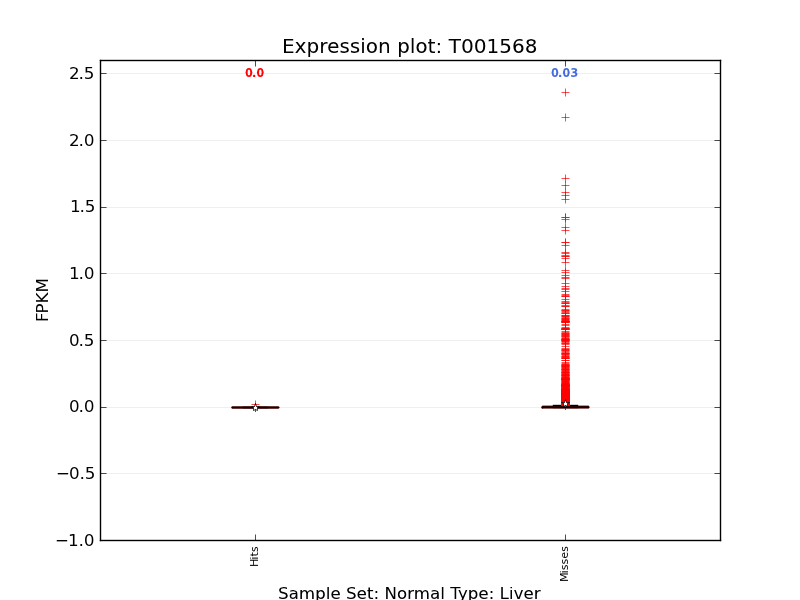 Expression plot: T001568
0.0
0.03
2.5
2.0
1.5
1.0
0.5
0.0
−0.5
−1.0
FPKM
Hits
Misses
Sample Set: Normal Type: Liver